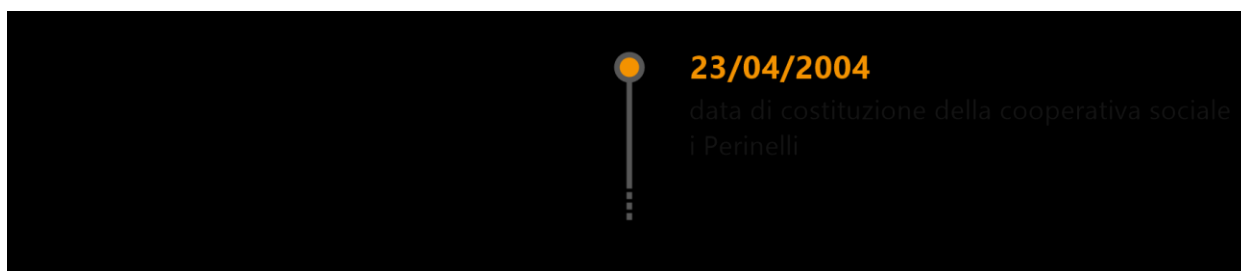 23/04/2004
data di costituzione della cooperativa sociale
i Perinelli